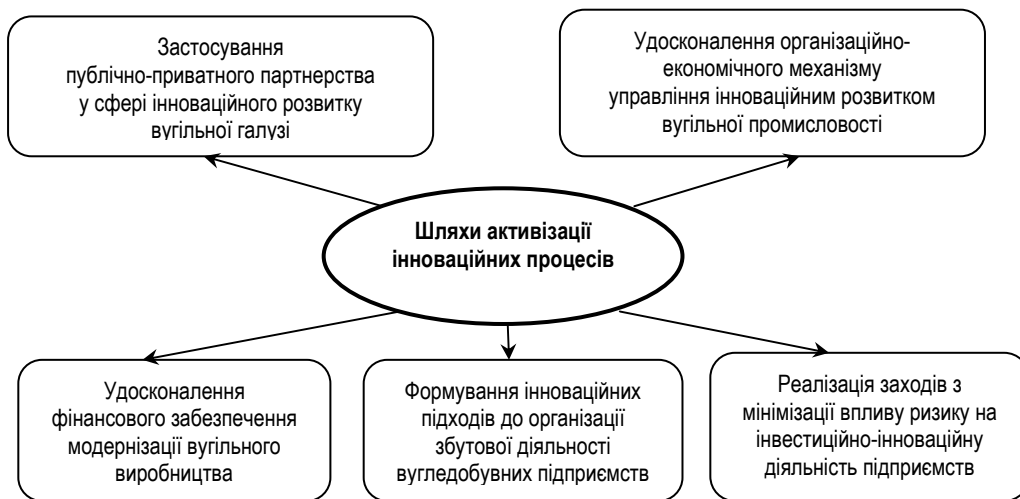 Застосування
публічно-приватного партнерства
у сфері інноваційного розвитку
вугільної галузі
Удосконалення організаційно-
економічного механізму
управління інноваційним розвитком
вугільної промисловості
Шляхи активізації
інноваційних процесів
Удосконалення
фінансового забезпечення
модернізації вугільного
виробництва
Формування інноваційних
підходів до організації
збутової діяльності
вугледобувних підприємств
Реалізація заходів з
мінімізації впливу ризику на
інвестиційно-інноваційну
діяльність підприємств